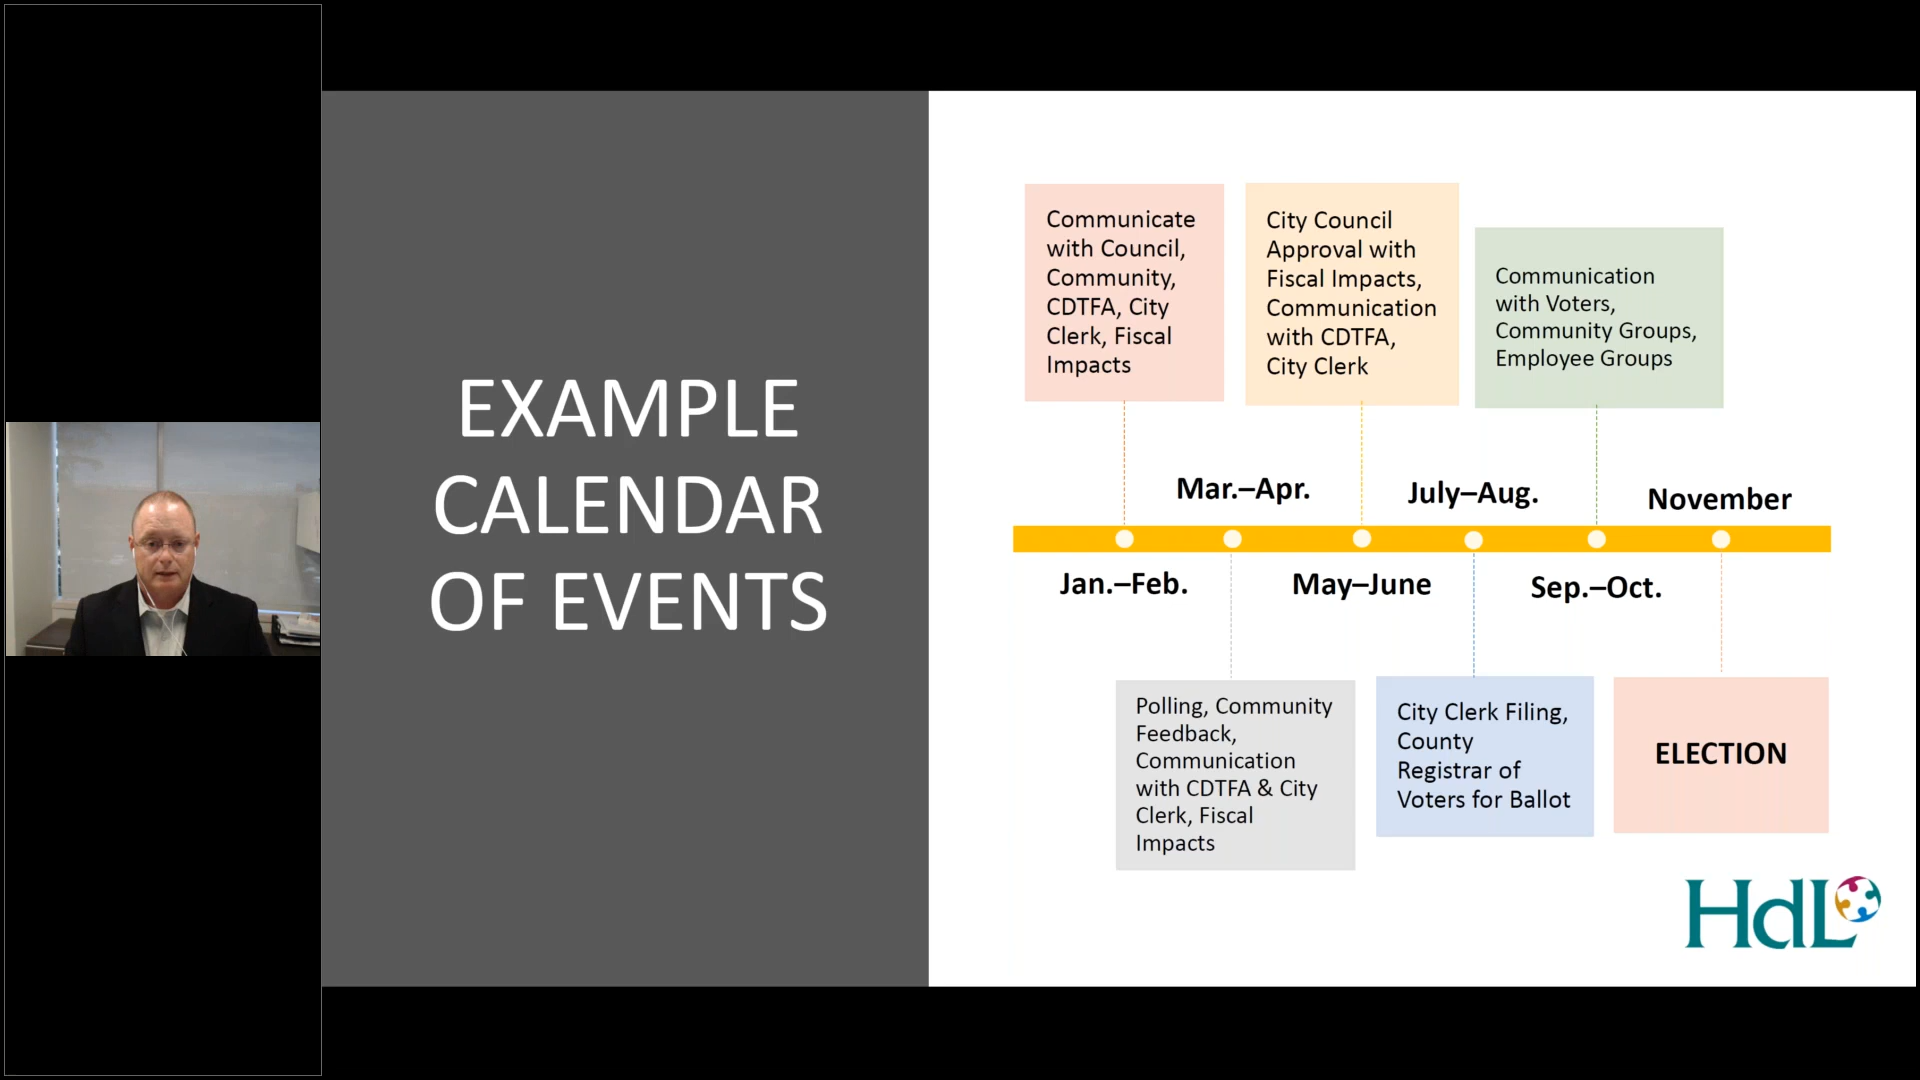 EXAMPLE
CALENDAR
OF EVENTS
Communicate
with Council,
Community,
CDTFA, City
Clerk, Fiscal
Impacts
City Council
Approval with
Fiscal Impacts,
Communication
with CDTFA,
City Clerk
Communication
with Voters,
Community Groups,
Employee Groups
Mar.–Apr.
July–Aug.
November
Jan.–Feb.
May–June
Sep.–Oct.
Polling, Community
Feedback,
Communication
with CDTFA & City
Clerk, Fiscal
Impacts
City Clerk Filing,
County
Registrar of
Voters for Ballot
ELECTION
HdL